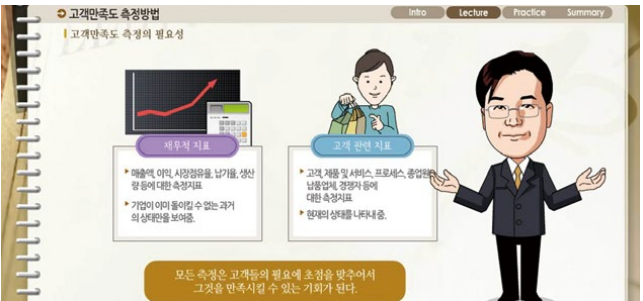 고객만족도 측정방법
Intro Lecture Practice Summary
고객만족도 측정의 필요성
재무적 지표
매출액, 이익, 시장점유율, 납기율, 생산
량 등에 대한 측정지표
기업이 이미 돌이킬 수 없는 과거
의 상태만을 보여줌.
고객 관련 지표
고객, 제품 및 서비스, 프로세스, 종업원
납품업체, 경쟁자 등에
대한 측정지표
현재의 상태를 나타내 줌.
모든 측정은 고객들의 필요에 초점을 맞추어서
그것을 만족시킬 수 있는 기회가 된다.